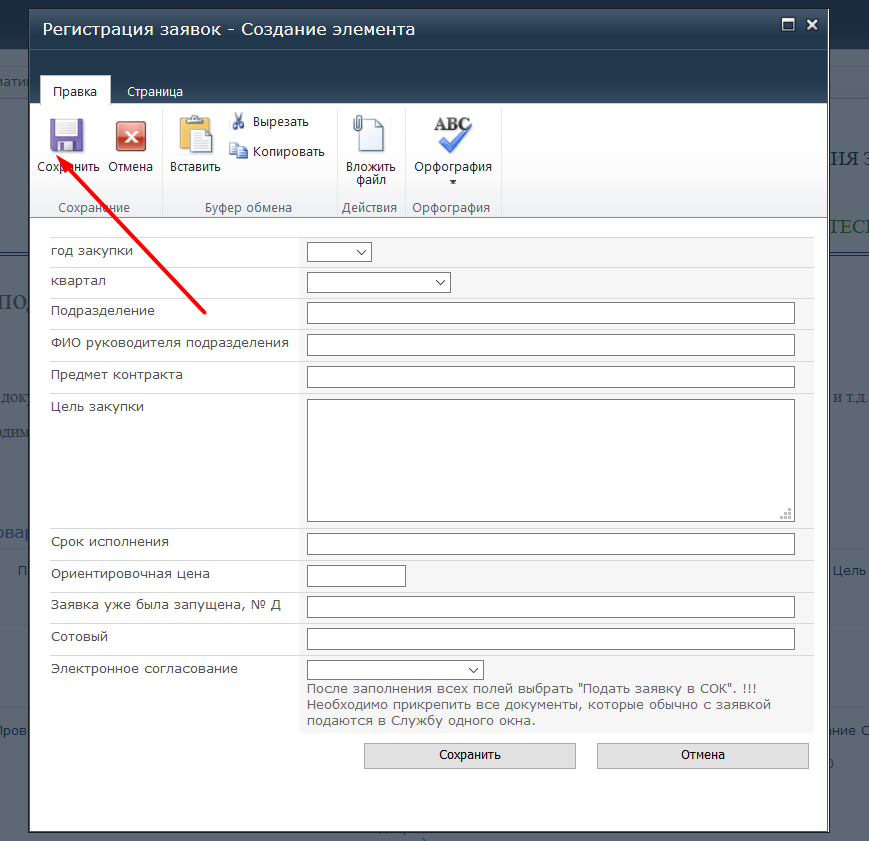 Регистрация заявок - Создание элемента
Правка
Страница
Сохранить
Отмена
Вставить
Вырезать
Копировать
Вложить
файл
ABC
Орфография
Сохранение
Буфер обмена
Действия
Орфография
год закупки
квартал
Подразделение
ФИО руководителя подразделения
Предмет контракта
Цель закупки
Срок исполнения
Ориентировочная цена
Заявка уже была запущена, № Д
Сотовый
Электронное согласование
После заполнения всех полей выбрать "Подать заявку в СОК". !!!
Необходимо прикрепить все документы, которые обычно с заявкой
подаются в Службу одного окна.
Сохранить
Отмена
и т.д.
Цель